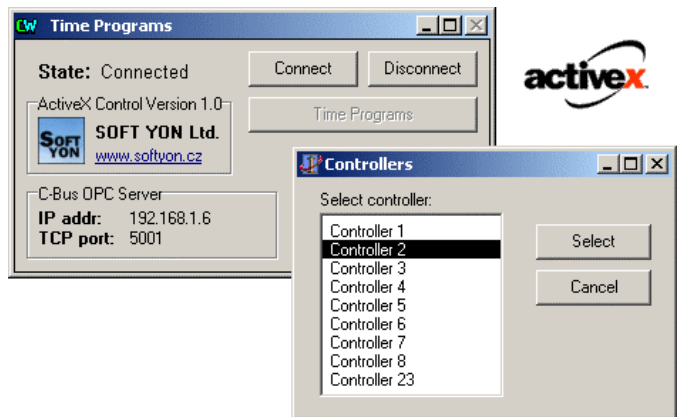 CW Time Programs
State: Connected
Connect
Disconnect
ActiveX Control Version 1.0
SOFT YON
SOFT YON Ltd.
www.softyon.cz
Time Programs
C-Bus OPC Server
IP addr: 192.168.1.6
TCP port: 5001
activex
Controllers
Select controller:
Controller 1
Controller 2
Controller 3
Controller 4
Controller 5
Controller 6
Controller 7
Controller 8
Controller 23
Select
Cancel